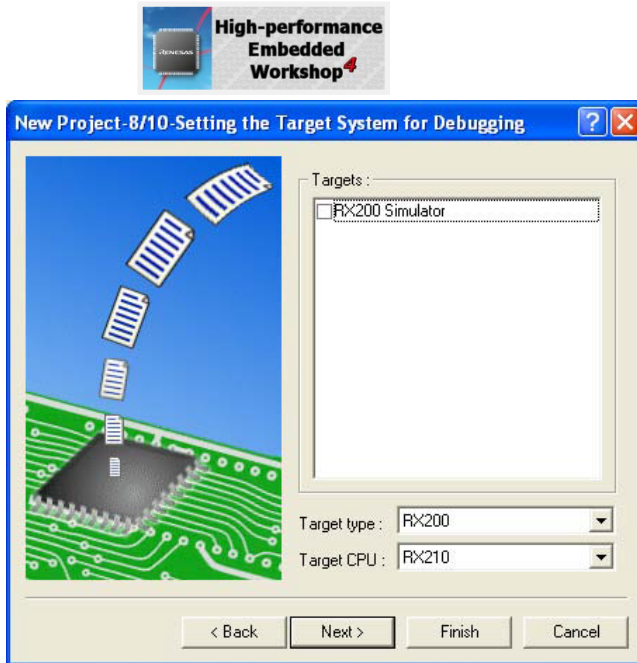 RENESAS
High-performance
Embedded
Workshop4
New Project-8/10-Setting the Target System for Debugging
Targets :
RX200 Simulator
Target type : RX200
Target CPU : RX210
< Back Next > Finish Cancel